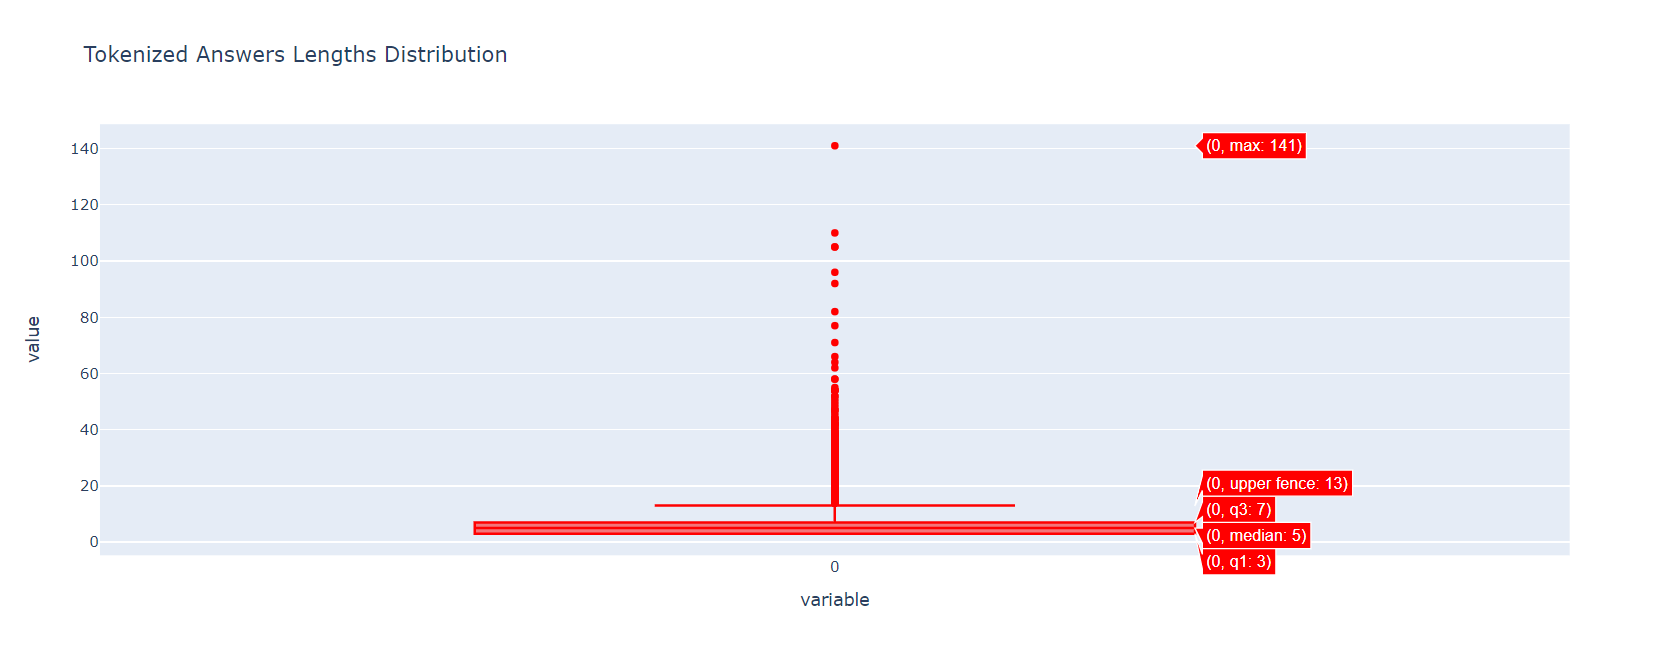 Tokenized Answers Lengths Distribution
140
120
100
80
60
40
20
0
value
0
variable
(0, max: 141)
(0, upper fence: 13)
(0, q3: 7)
(0, median: 5)
(0, q1: 3)